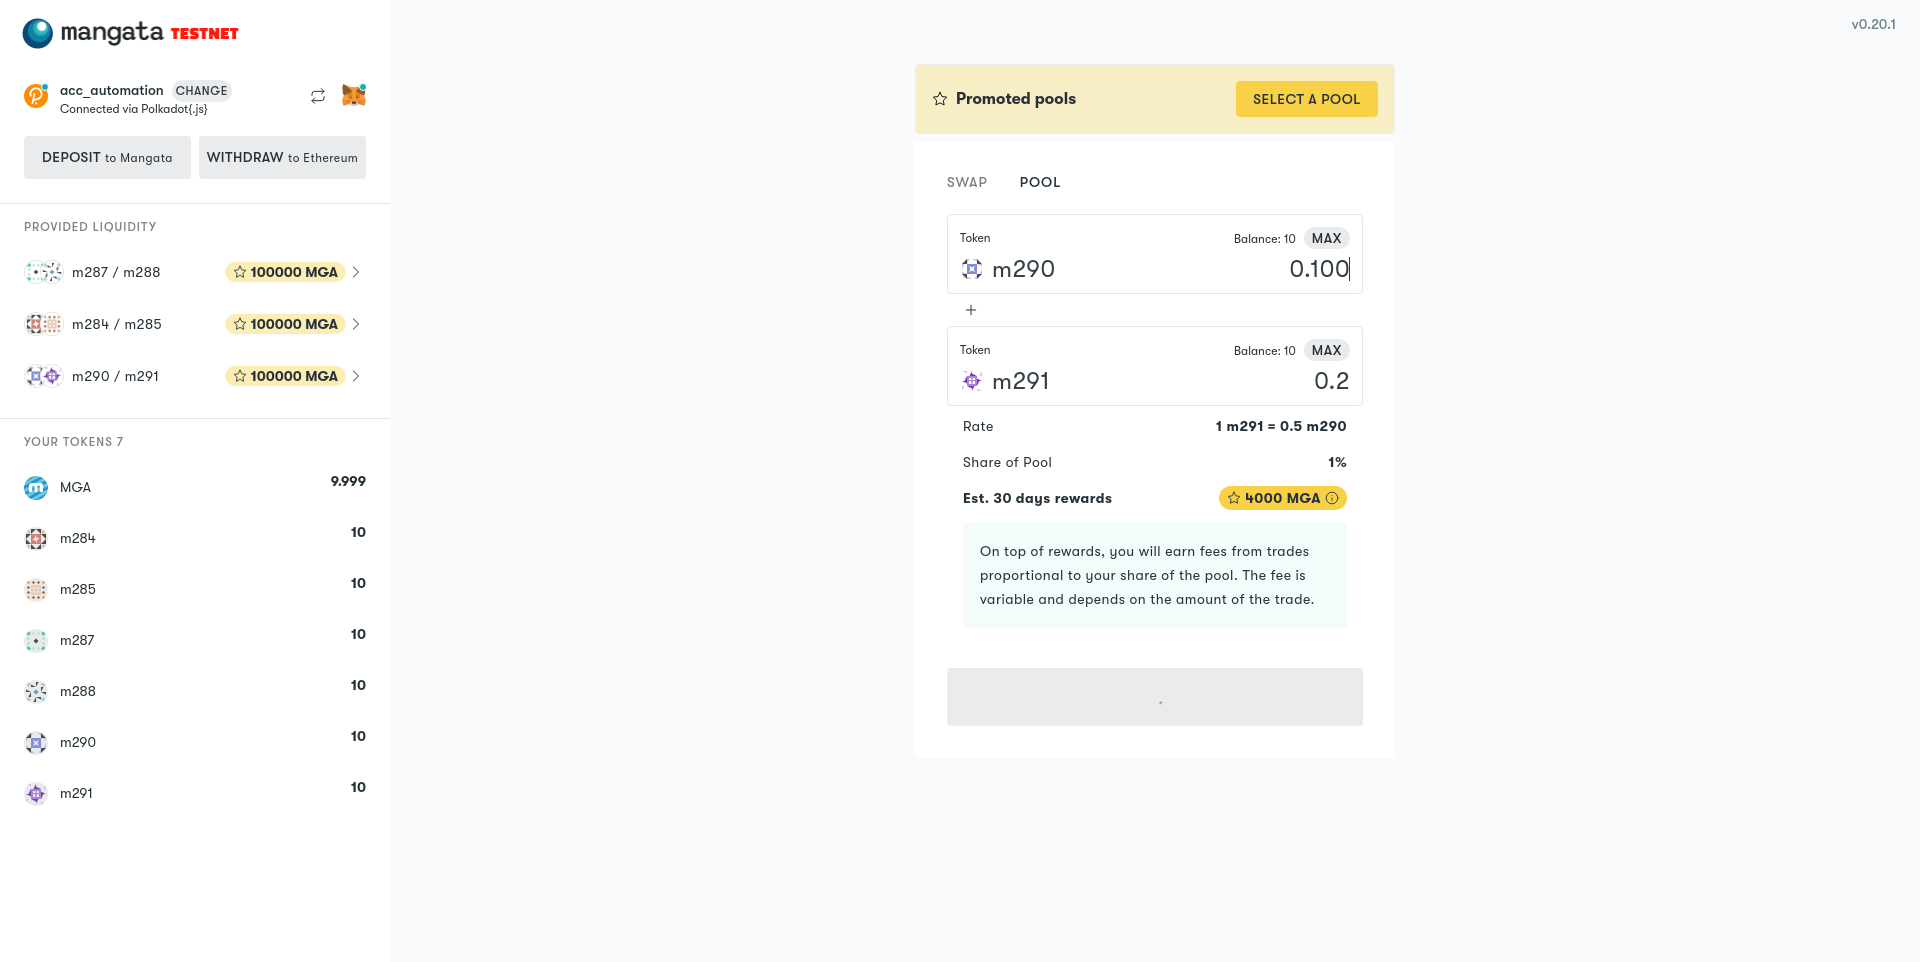 mangata TESTNET
v0.20.1
acc_automation CHANGE
Connected via Polkadot{.js}
DEPOSIT to Mangata
WITHDRAW to Ethereum
PROVIDED LIQUIDITY
m287 / m288 100000 MGA
m284 / m285 100000 MGA
m290 / m291 100000 MGA
YOUR TOKENS 7
MGA 9.999
m284 10
m285 10
m287 10
m288 10
m290 10
m291 10
Promoted pools SELECT A POOL
SWAP POOL
Token Balance: 10 MAX
m290 0.100
+
Token Balance: 10 MAX
m291 0.2
Rate 1 m291 = 0.5 m290
Share of Pool 1%
Est. 30 days rewards 4000 MGA
On top of rewards, you will earn fees from trades
proportional to your share of the pool. The fee is
variable and depends on the amount of the trade.